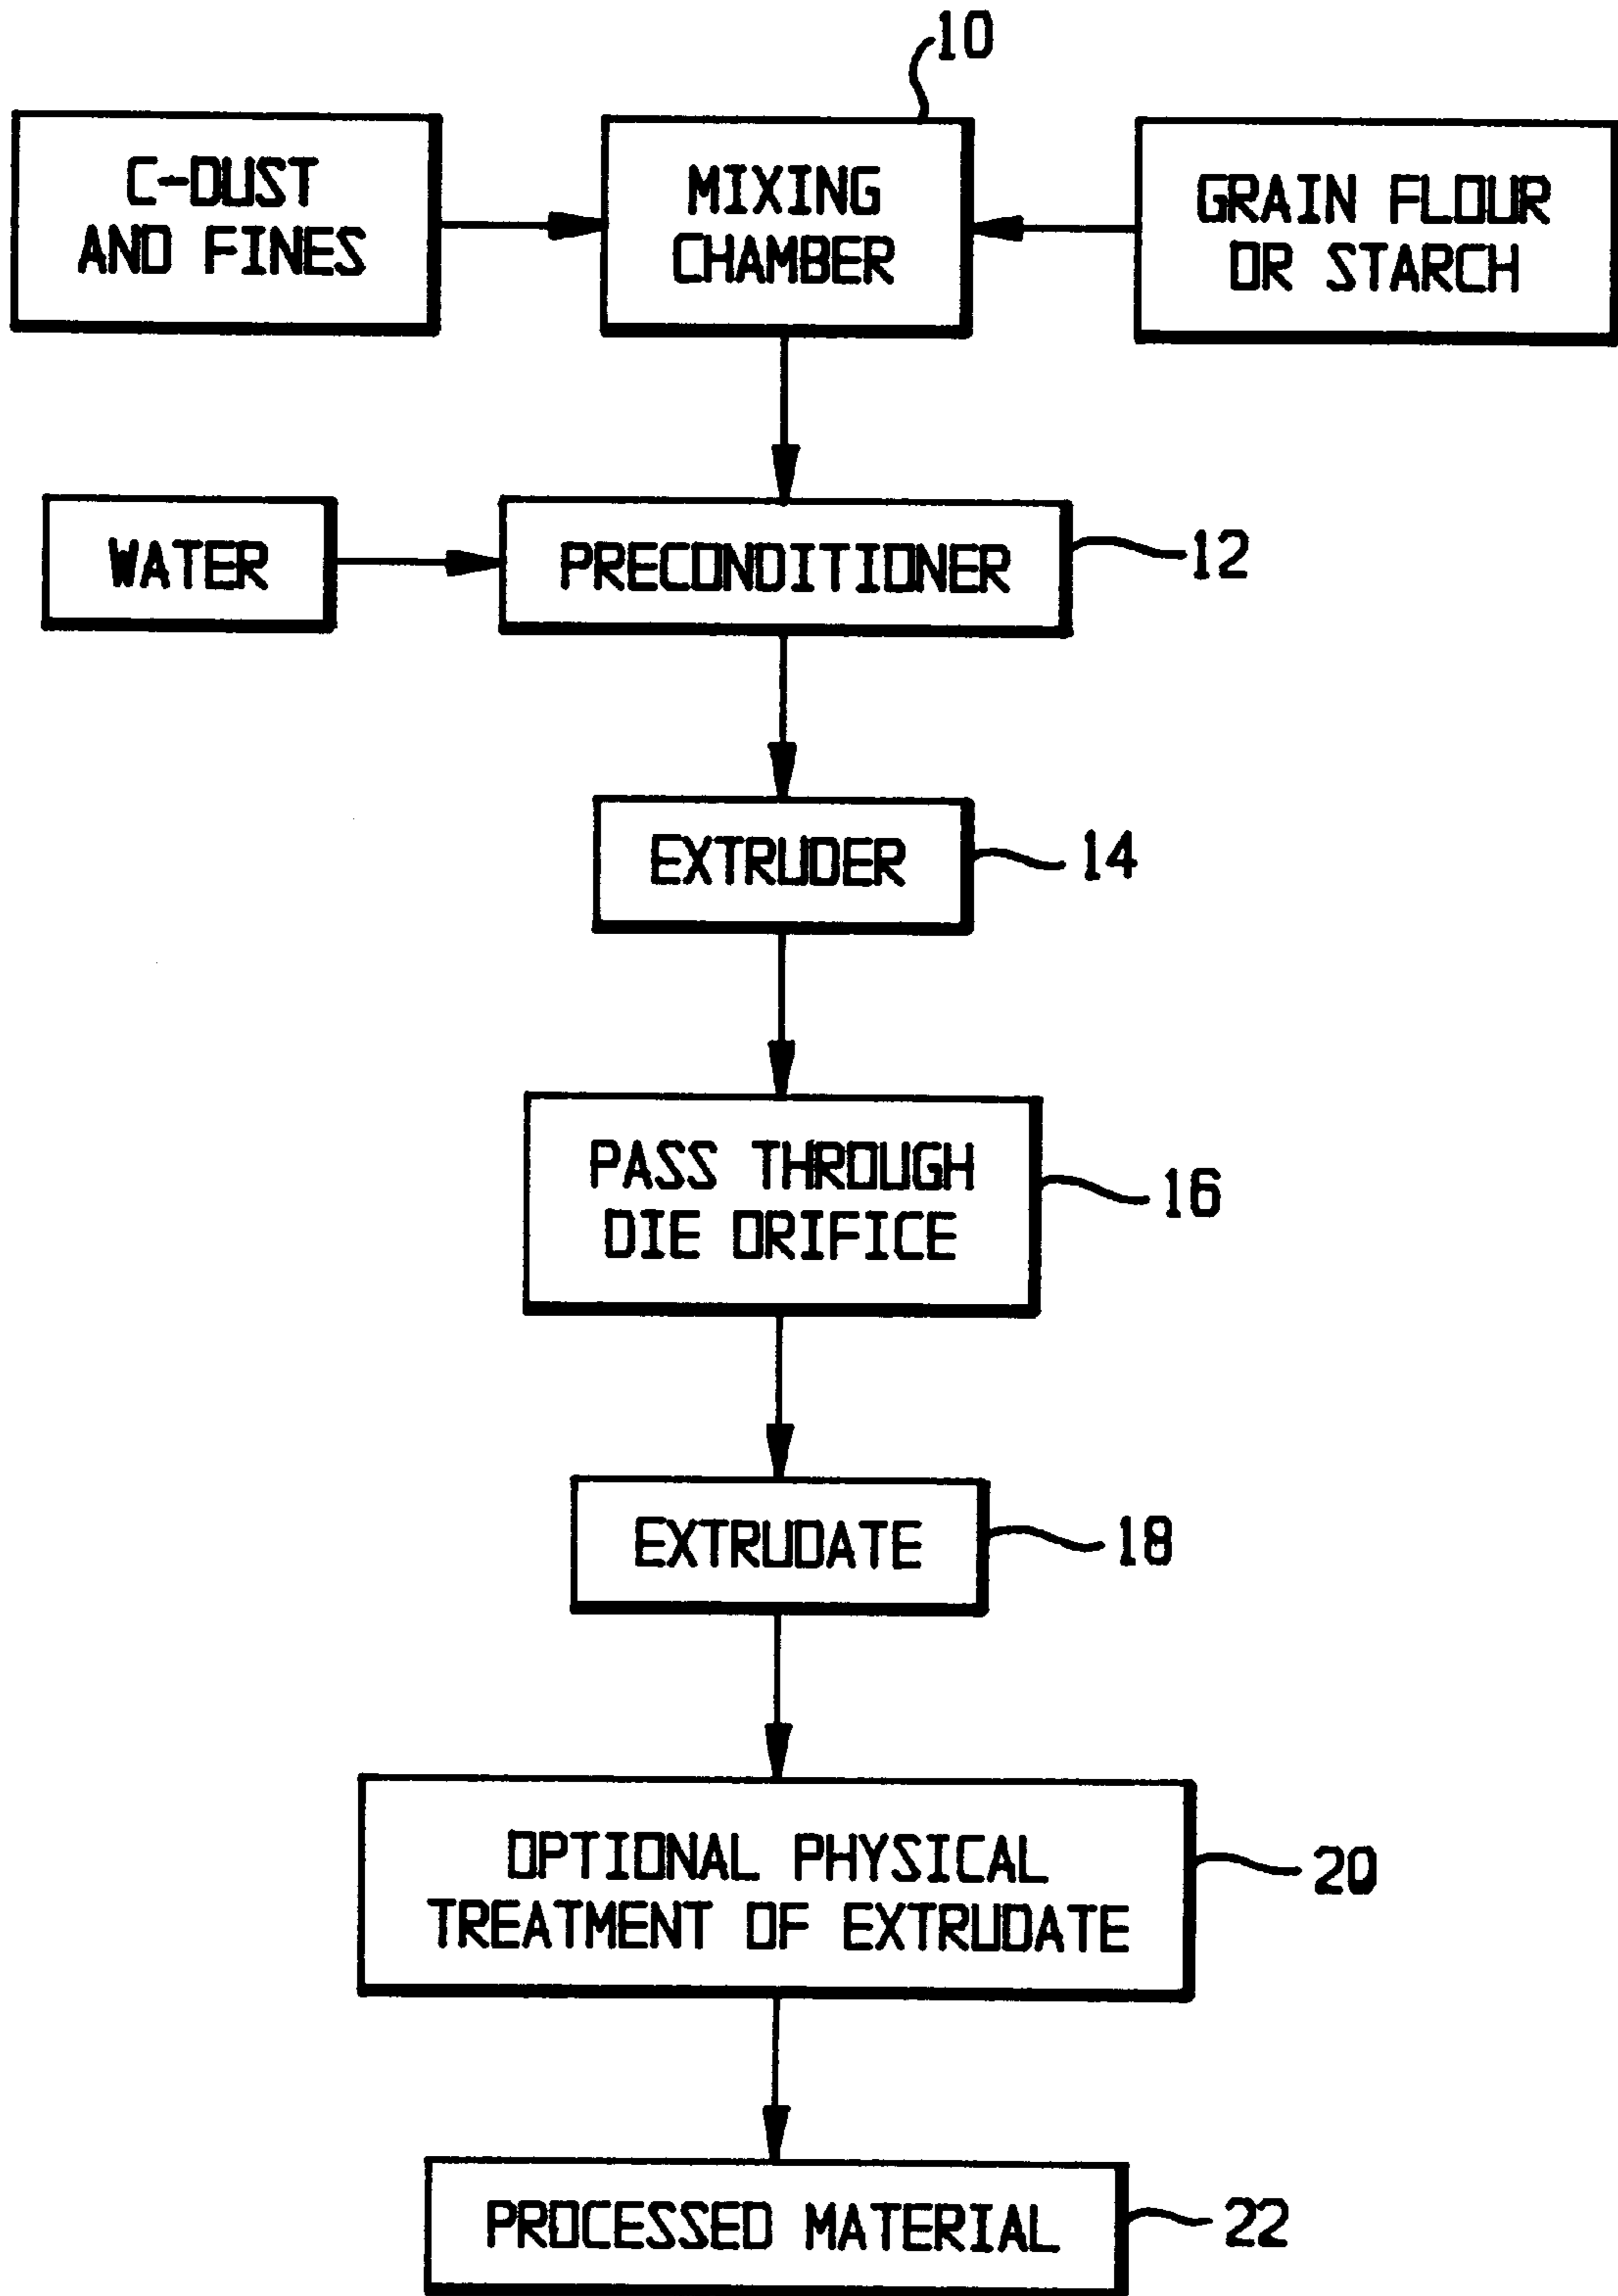 10
C-DUST
AND FINES
MIXING
CHAMBER
GRAIN FLOUR
OR STARCH
WATER
PRECONDITIONER
12
EXTRUDER
14
PASS THROUGH
DIE ORIFICE
16
EXTRUDATE
18
OPTIONAL PHYSICAL
TREATMENT OF EXTRUDATE
20
PROCESSED MATERIAL
22